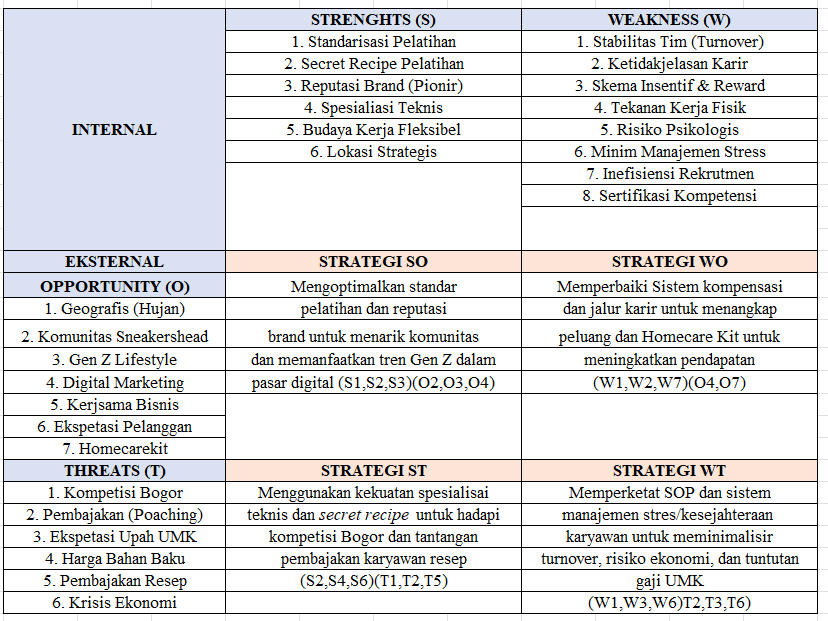 STRENGHTS (S) WEAKNESS (W)
INTERNAL
1. Standarisasi Pelatihan 1. Stabilitas Tim (Turnover)
2. Secret Recipe Pelatihan 2. Ketidakjelasan Karir
3. Reputasi Brand (Pionir) 3. Skema Insentif & Reward
4. Spesialiasi Teknis 4. Tekanan Kerja Fisik
5. Budaya Kerja Fleksibel 5. Risiko Psikologis
6. Lokasi Strategis 6. Minim Manajemen Stress
7. Inefisiensi Rekrutmen
8. Sertifikasi Kompetensi
EKSTERNAL STRATEGI SO STRATEGI WO
OPPORTUNITY (O) Mengoptimalkan standar Memperbaiki Sistem kompensasi
1. Geografis (Hujan) pelatihan dan reputasi dan jalur karir untuk menangkap
2. Komunitas Sneakershead brand untuk menarik komunitas peluang dan Homecare Kit untuk
3. Gen Z Lifestyle dan memanfaatkan tren Gen Z dalam meningkatkan pendapatan
4. Digital Marketing pasar digital (S1,S2,S3)(O2,O3,O4) (W1,W2,W7)(O4,O7)
5. Kerjsama Bisnis
6. Ekspetasi Pelanggan
7. Homecarekit
THREATS (T) STRATEGI ST STRATEGI WT
1. Kompetisi Bogor Menggunakan kekuatan spesialisai Memperketat SOP dan sistem
2. Pembajakan (Poaching) teknis dan secret recipe untuk hadapi manajemen stres/kesejahteraan
3. Ekspetasi Upah UMK kompetisi Bogor dan tantangan karyawan untuk meminimalisir
4. Harga Bahan Baku pembajakan karyawan resep turnover, risiko ekonomi, dan tuntutan
5. Pembajakan Resep (S2,S4,S6)(T1,T2,T5) gaji UMK
6. Krisis Ekonomi (W1,W3,W6)T2,T3,T6)